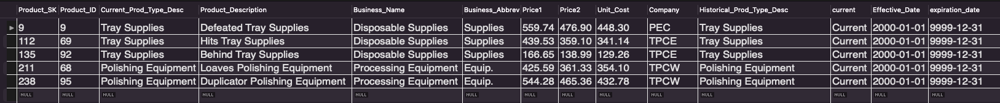 Product_SK Product_ID Current_Prod_Type_Desc Product_Description Business_Name Business_Abbrev Price1 Price2 Unit_Cost Company Historical_Prod_Type_Desc current Effective_Date expiration_date
9 9 Tray Supplies Defeated Tray Supplies Disposable Supplies Supplies 559.74 476.90 448.30 PEC Tray Supplies Current 2000-01-01 9999-12-31
112 69 Tray Supplies Hits Tray Supplies Disposable Supplies Supplies 439.53 359.10 341.14 TPCE Tray Supplies Current 2000-01-01 9999-12-31
135 92 Tray Supplies Behind Tray Supplies Disposable Supplies Supplies 166.65 138.99 129.26 TPCE Tray Supplies Current 2000-01-01 9999-12-31
211 68 Polishing Equipment Loaves Polishing Equipment Processing Equipment Equip. 425.59 361.33 354.10 TPCW Polishing Equipment Current 2000-01-01 9999-12-31
238 95 Polishing Equipment Duplicator Polishing Equipment Processing Equipment Equip. 544.28 465.36 432.78 TPCW Polishing Equipment Current 2000-01-01 9999-12-31
NULL NULL NULL NULL NULL NULL NULL NULL NULL NULL NULL NULL NULL NULL